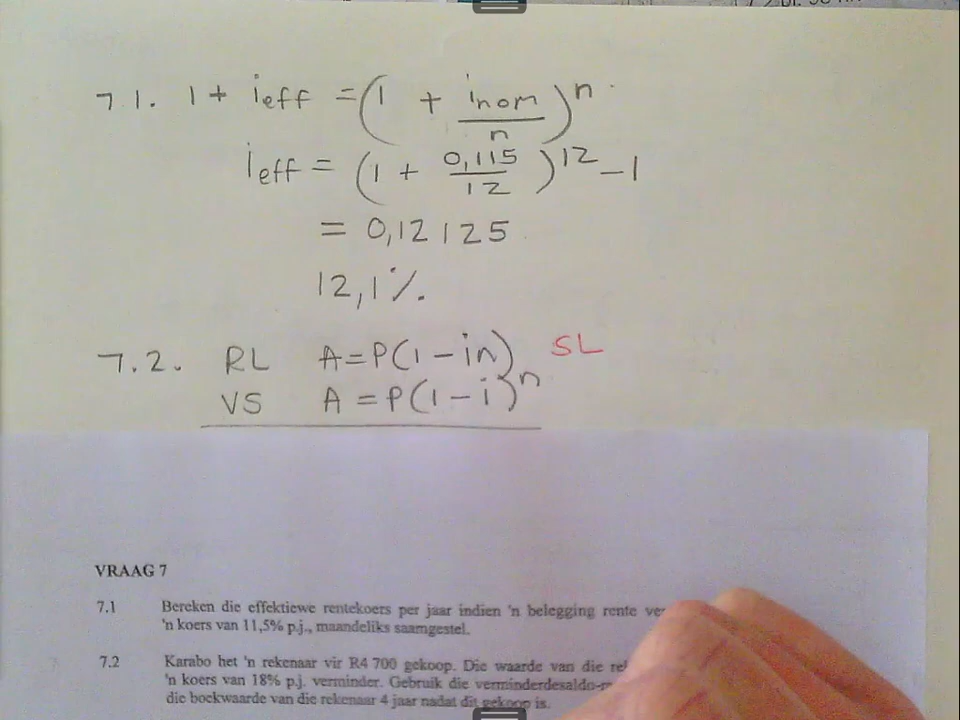 7.1. 1 + ieff = (1 + inom/n)^n
ieff = (1 + 0,115/12)^12 - 1
= 0,12125
12,1%.
7.2. RL A=P(1-in) SL
VS A=P(1-i)^n
VRAAG 7
7.1 Bereken die effektiewe rentekoers per jaar indien 'n belegging rente
'n koers van 11,5% p.j., maandeliks saamgestel.
7.2 Karabo het 'n rekenaar vir R4 700 gekoop. Die waarde van die
'n koers van 18% p.j. verminder. Gebruik die verminderdesaldo-
die boekwaarde van die rekenaar 4 jaar nadat dit gekoop is.